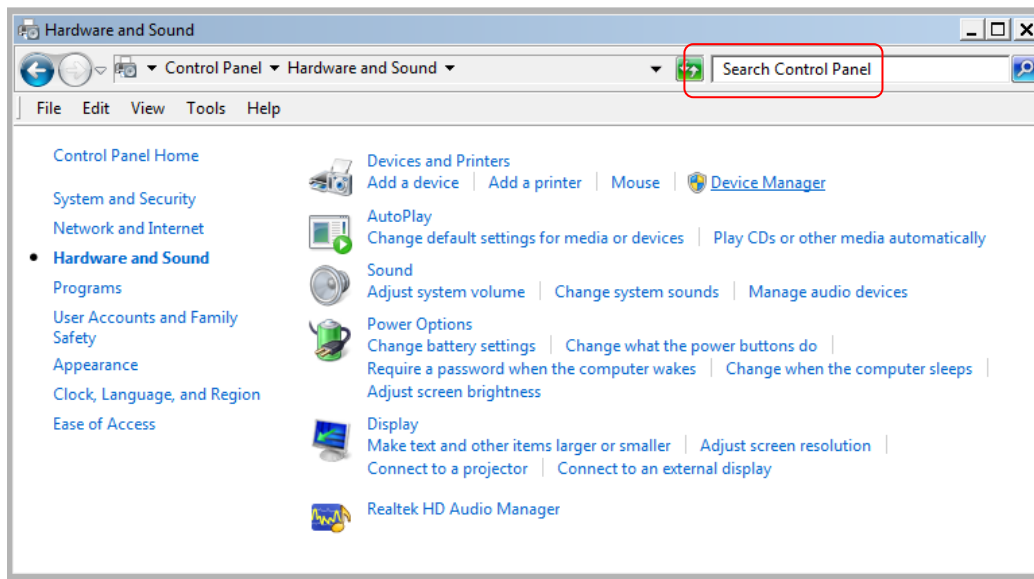 Hardware and Sound
Control Panel Hardware and Sound Search Control Panel
File Edit View Tools Help
Control Panel Home
System and Security
Network and Internet
Hardware and Sound
Programs
User Accounts and Family
Safety
Appearance
Clock, Language, and Region
Ease of Access
Devices and Printers
Add a device Add a printer Mouse Device Manager
AutoPlay
Change default settings for media or devices Play CDs or other media automatically
Sound
Adjust system volume Change system sounds Manage audio devices
Power Options
Change battery settings Change what the power buttons do
Require a password when the computer wakes Change when the computer sleeps
Adjust screen brightness
Display
Make text and other items larger or smaller Adjust screen resolution
Connect to a projector Connect to an external display
Realtek HD Audio Manager